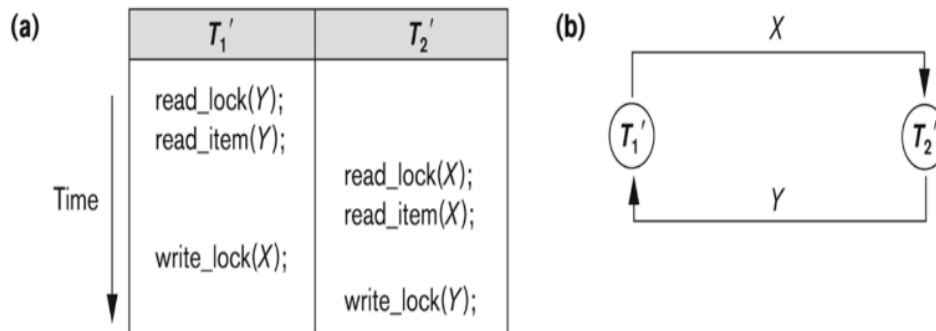 (a)
T₁' T₂'
read_lock(Y);
read_item(Y);
read_lock(X);
read_item(X);
Time
write_lock(X);
write_lock(Y);
(b)
X
T₁' T₂'
Y